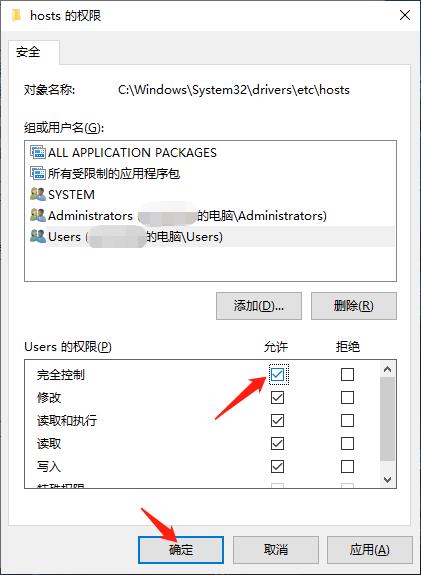 hosts 的权限
安全
对象名称: C:\Windows\System32\drivers\etc\hosts
组或用户名(G):
ALL APPLICATION PACKAGES
所有受限制的应用程序包
SYSTEM
Administrators 的电脑\Administrators)
Users ( 的电脑\Users)
添加(D)... 删除(R)
Users 的权限(P) 允许 拒绝
完全控制
修改
读取和执行
读取
写入
特殊权限
确定 取消 应用(A)